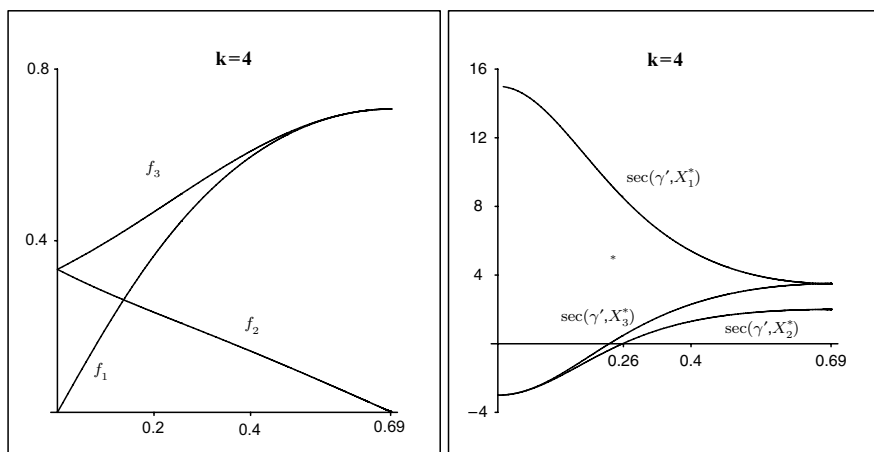 k=4
0.8
f₃
0.4
f₂
f₁
0.2
0.4
0.69
k=4
16
12
8
sec(γ′,X₁*)
*
4
sec(γ′,X₃*)
sec(γ′,X₂*)
0
0.26
0.4
0.69
−4